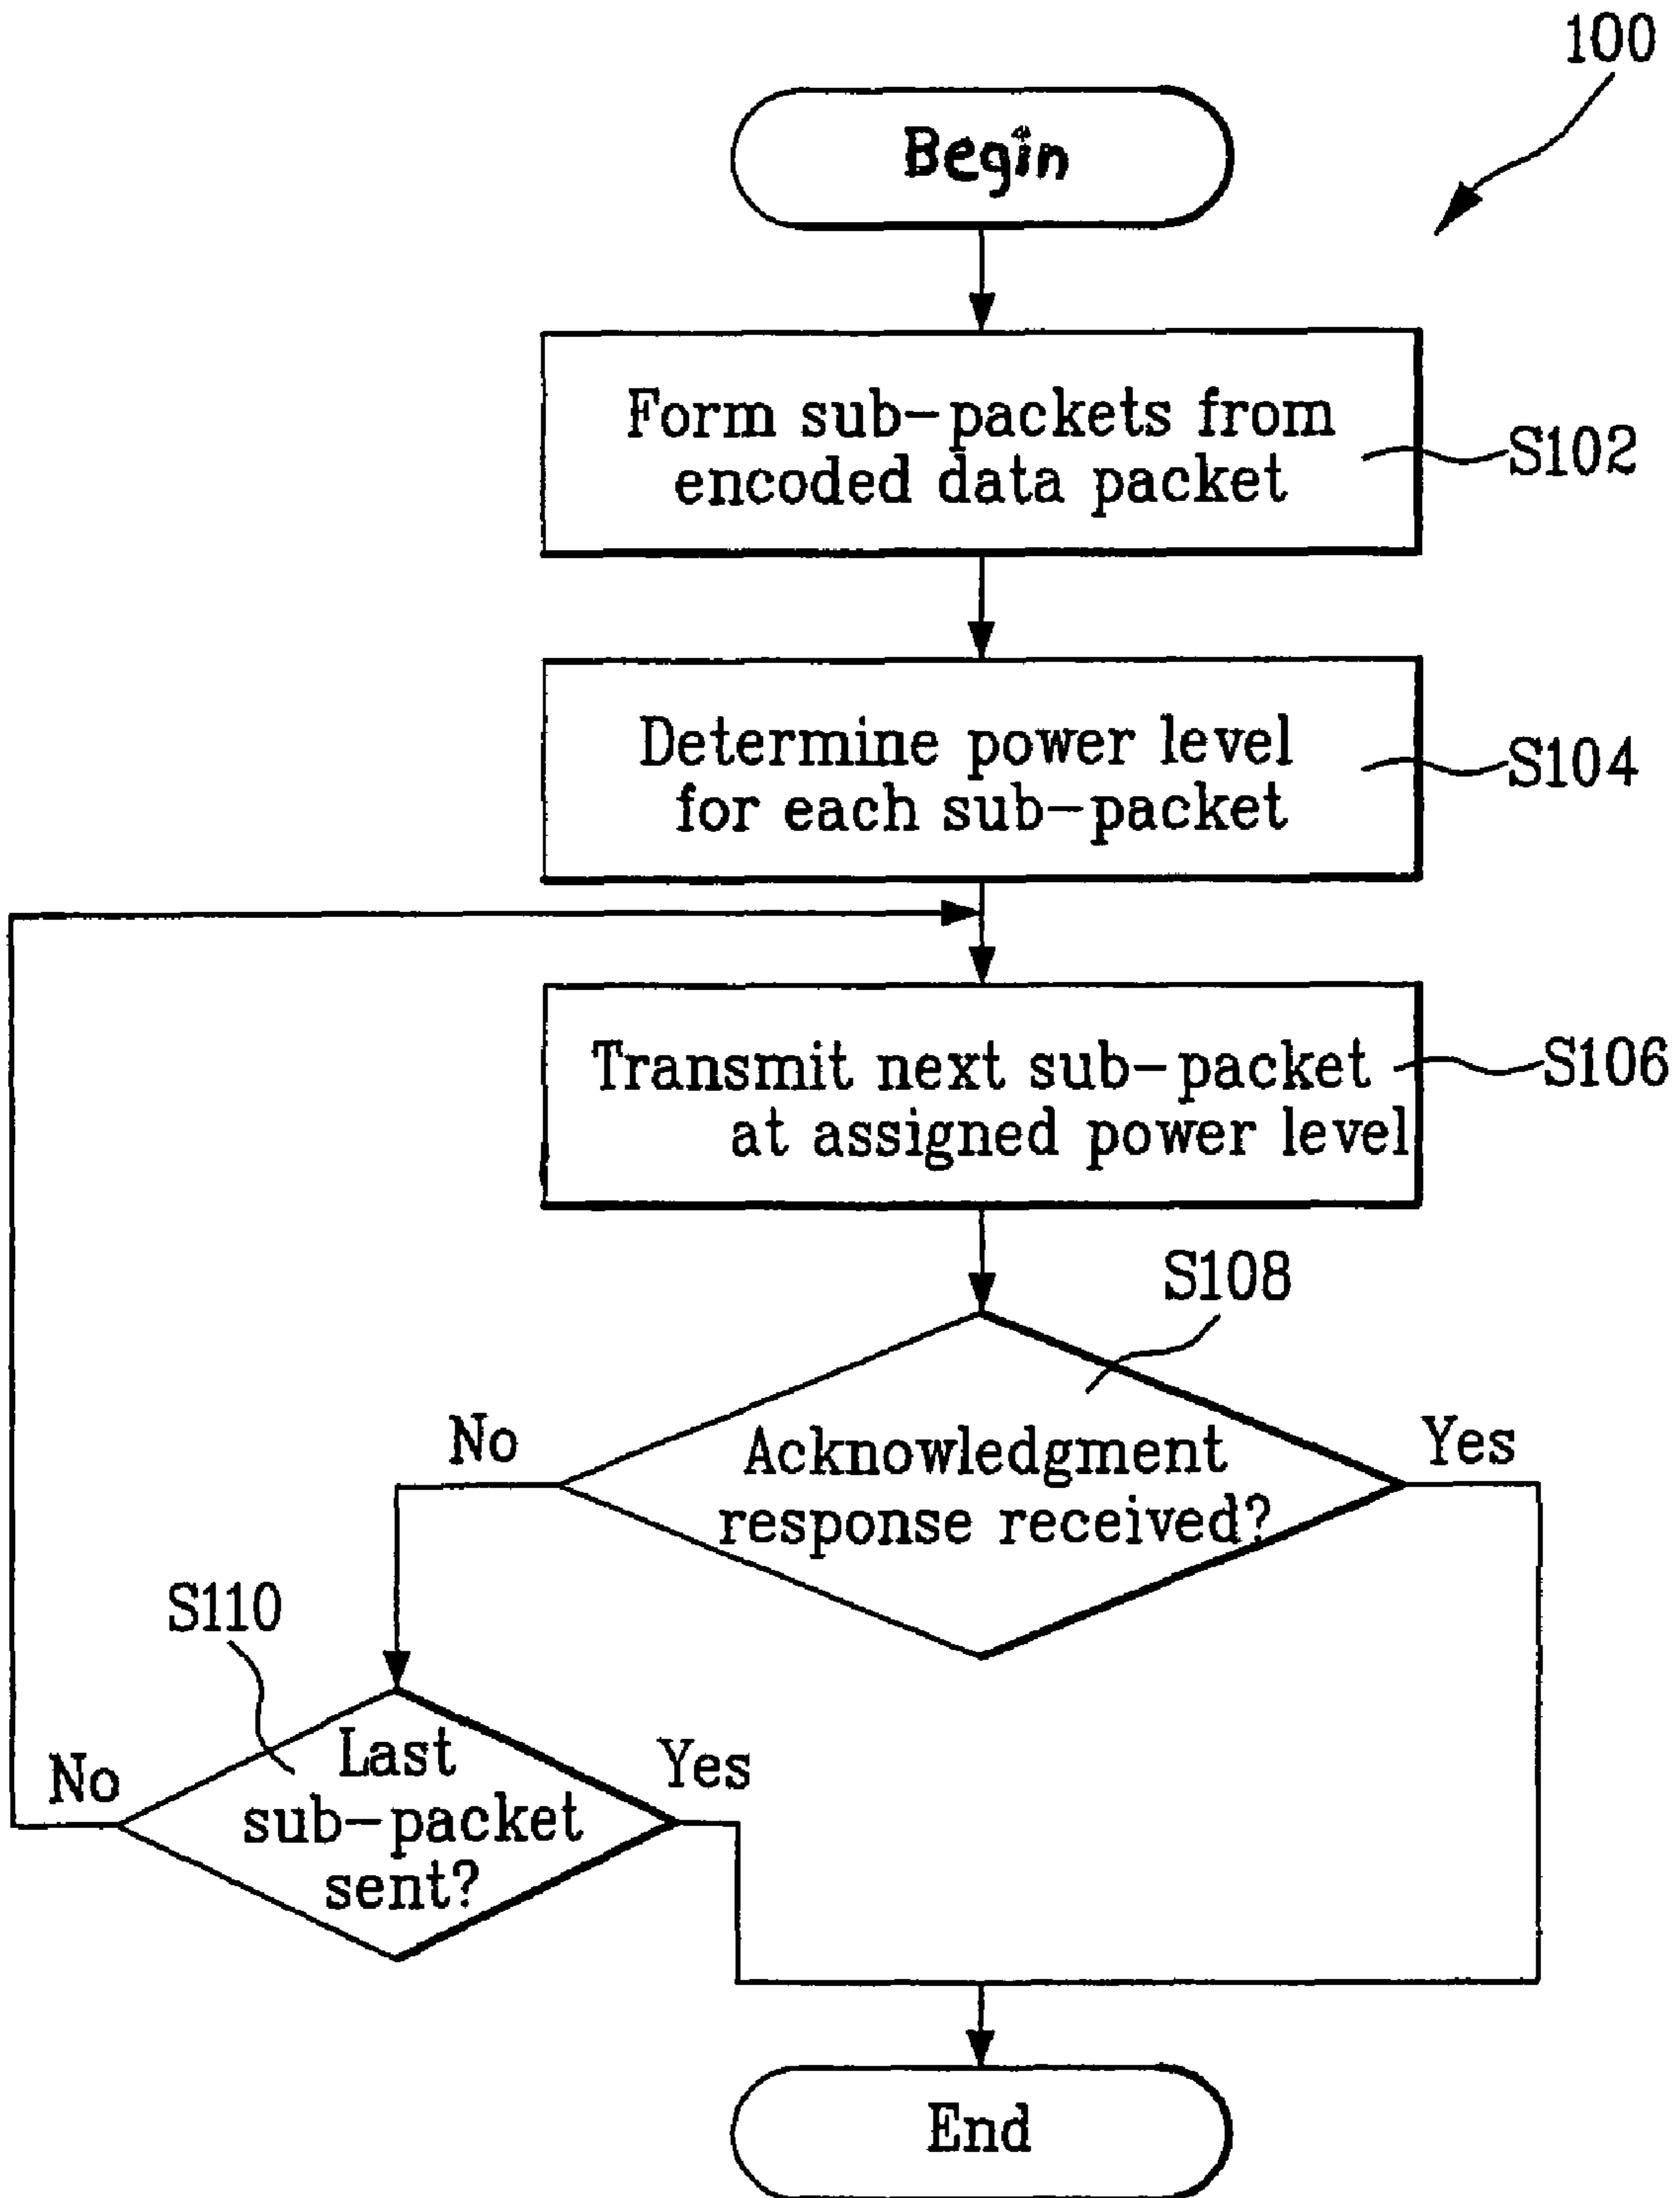 100
Begin
Form sub-packets from
encoded data packet
S102
Determine power level
for each sub-packet
S104
Transmit next sub-packet
at assigned power level
S106
S108
Acknowledgment
response received?
No
Yes
S110
Last
sub-packet
sent?
No
Yes
End